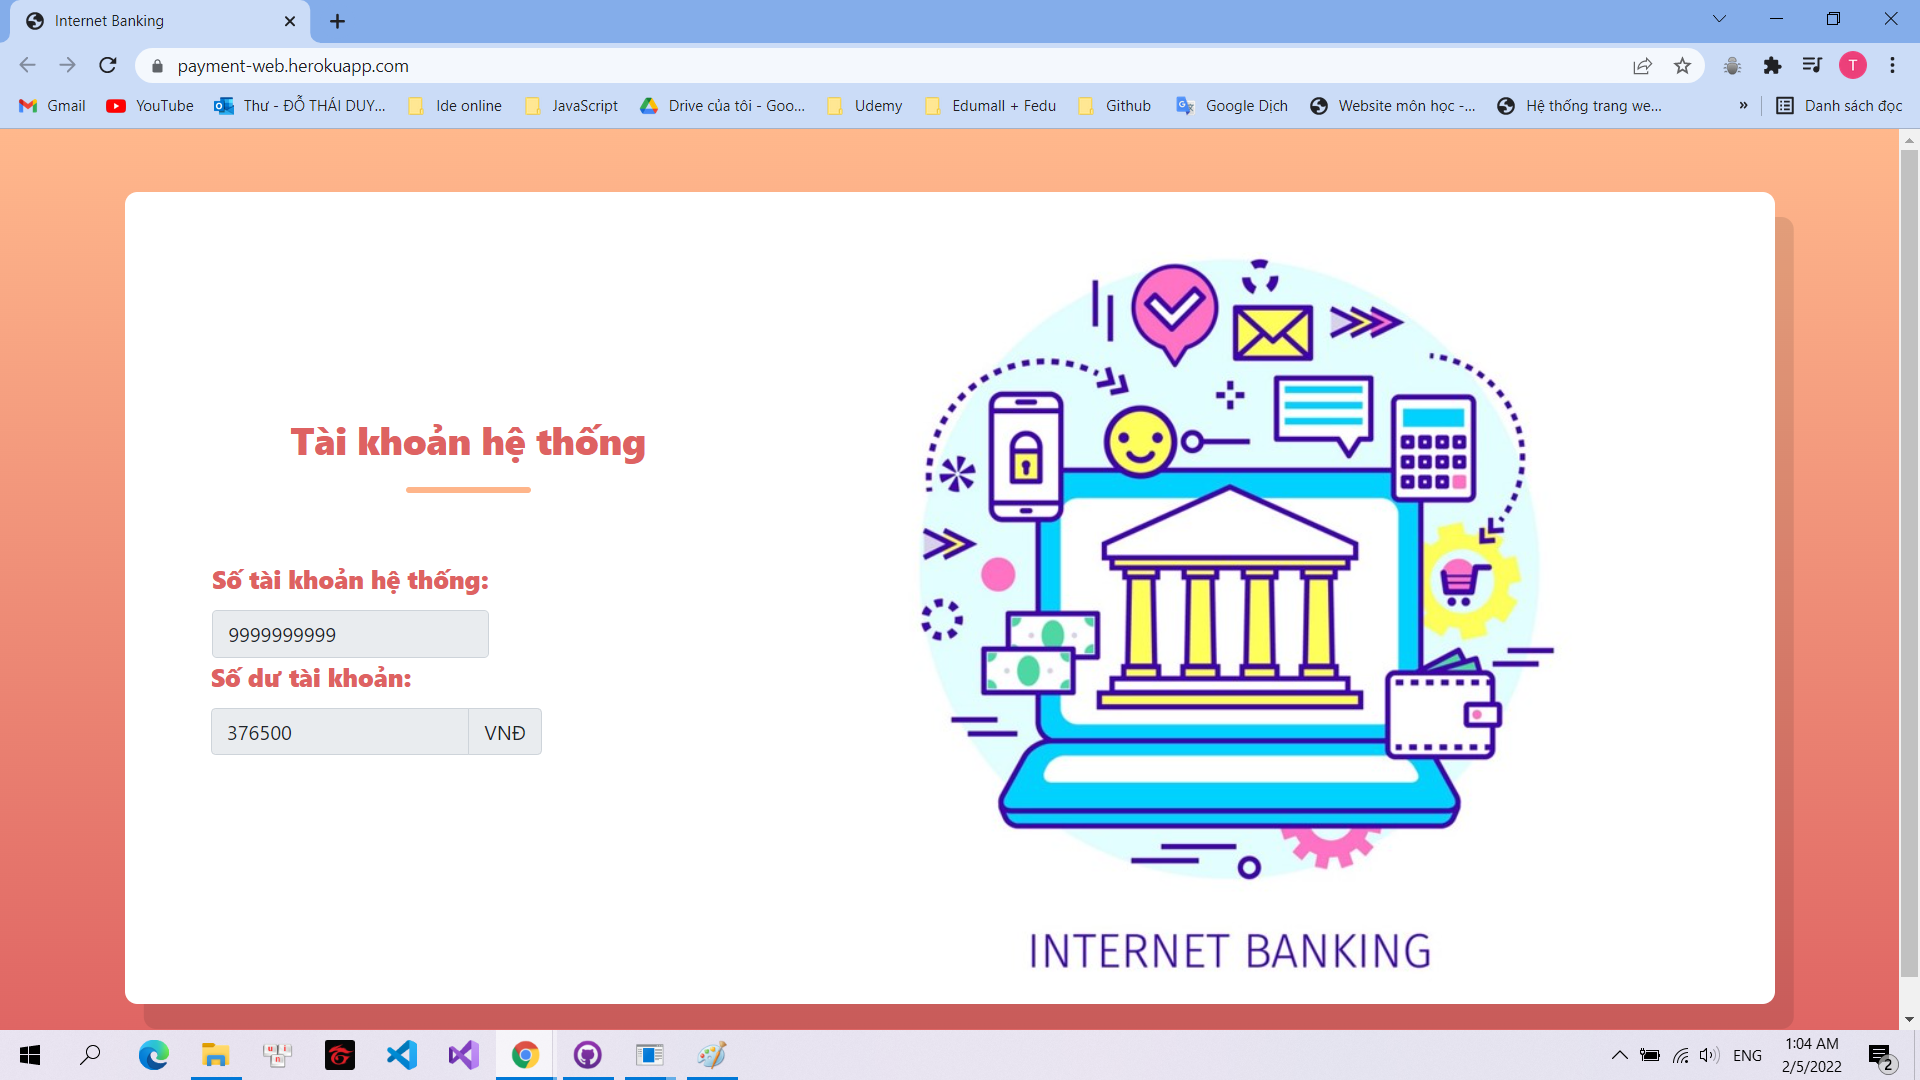 Internet Banking
payment-web.herokuapp.com
T
Gmail
YouTube
Thư - ĐỖ THÁI DUY...
Ide online
JavaScript
Drive của tôi - Goo...
Udemy
Edumall + Fedu
Github
Google Dịch
Website môn học -...
Hệ thống trang we...
»
Danh sách đọc
Tài khoản hệ thống
Số tài khoản hệ thống:
9999999999
Số dư tài khoản:
376500 VNĐ
INTERNET BANKING
ENG
1:04 AM
2/5/2022
2